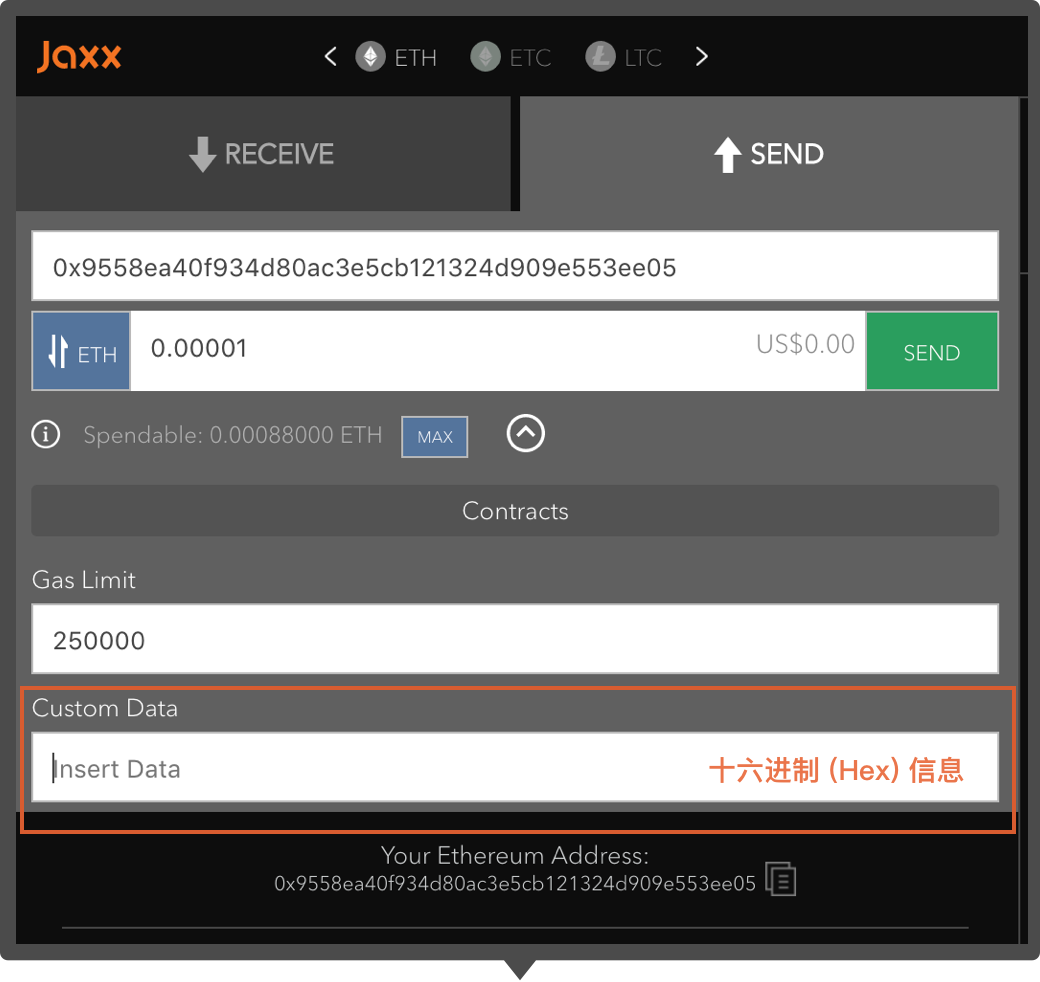 Jaxx
ETH ETC LTC
RECEIVE SEND
0x9558ea40f934d80ac3e5cb121324d909e553ee05
ETH 0.00001 US$0.00 SEND
Spendable: 0.00088000 ETH MAX
Contracts
Gas Limit
250000
Custom Data
Insert Data 十六进制 (Hex) 信息
Your Ethereum Address:
0x9558ea40f934d80ac3e5cb121324d909e553ee05